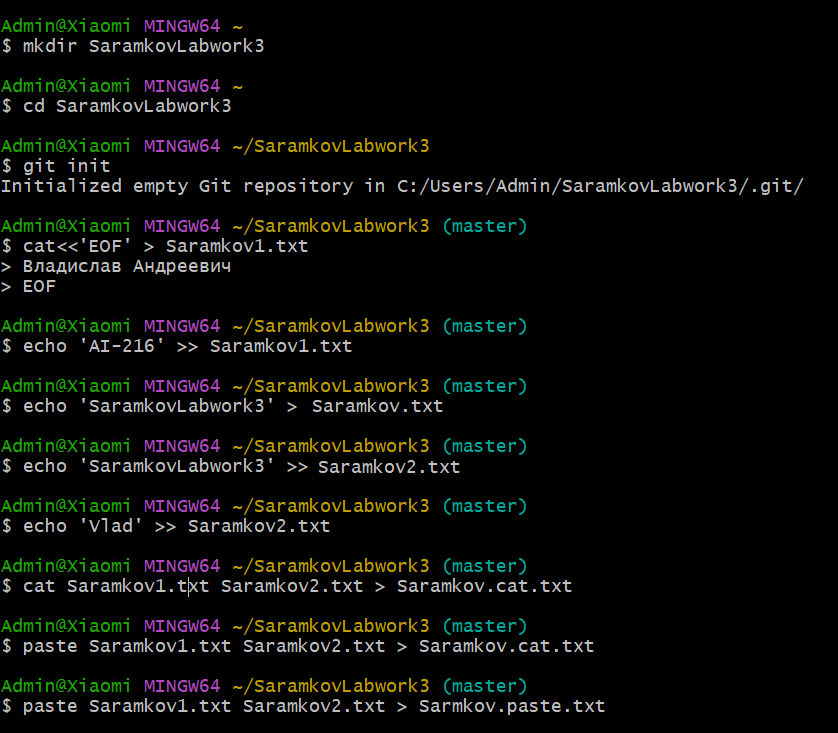 Admin@Xiaomi MINGW64 ~
$ mkdir SaramkovLabwork3
Admin@Xiaomi MINGW64 ~
$ cd SaramkovLabwork3
Admin@Xiaomi MINGW64 ~/SaramkovLabwork3
$ git init
Initialized empty Git repository in C:/Users/Admin/SaramkovLabwork3/.git/
Admin@Xiaomi MINGW64 ~/SaramkovLabwork3 (master)
$ cat<<'EOF' > Saramkov1.txt
> Владислав Андреевич
> EOF
Admin@Xiaomi MINGW64 ~/SaramkovLabwork3 (master)
$ echo 'AI-216' >> Saramkov1.txt
Admin@Xiaomi MINGW64 ~/SaramkovLabwork3 (master)
$ echo 'SaramkovLabwork3' > Saramkov.txt
Admin@Xiaomi MINGW64 ~/SaramkovLabwork3 (master)
$ echo 'SaramkovLabwork3' >> Saramkov2.txt
Admin@Xiaomi MINGW64 ~/SaramkovLabwork3 (master)
$ echo 'Vlad' >> Saramkov2.txt
Admin@Xiaomi MINGW64 ~/SaramkovLabwork3 (master)
$ cat Saramkov1.txt Saramkov2.txt > Saramkov.cat.txt
Admin@Xiaomi MINGW64 ~/SaramkovLabwork3 (master)
$ paste Saramkov1.txt Saramkov2.txt > Saramkov.cat.txt
Admin@Xiaomi MINGW64 ~/SaramkovLabwork3 (master)
$ paste Saramkov1.txt Saramkov2.txt > Sarmkov.paste.txt